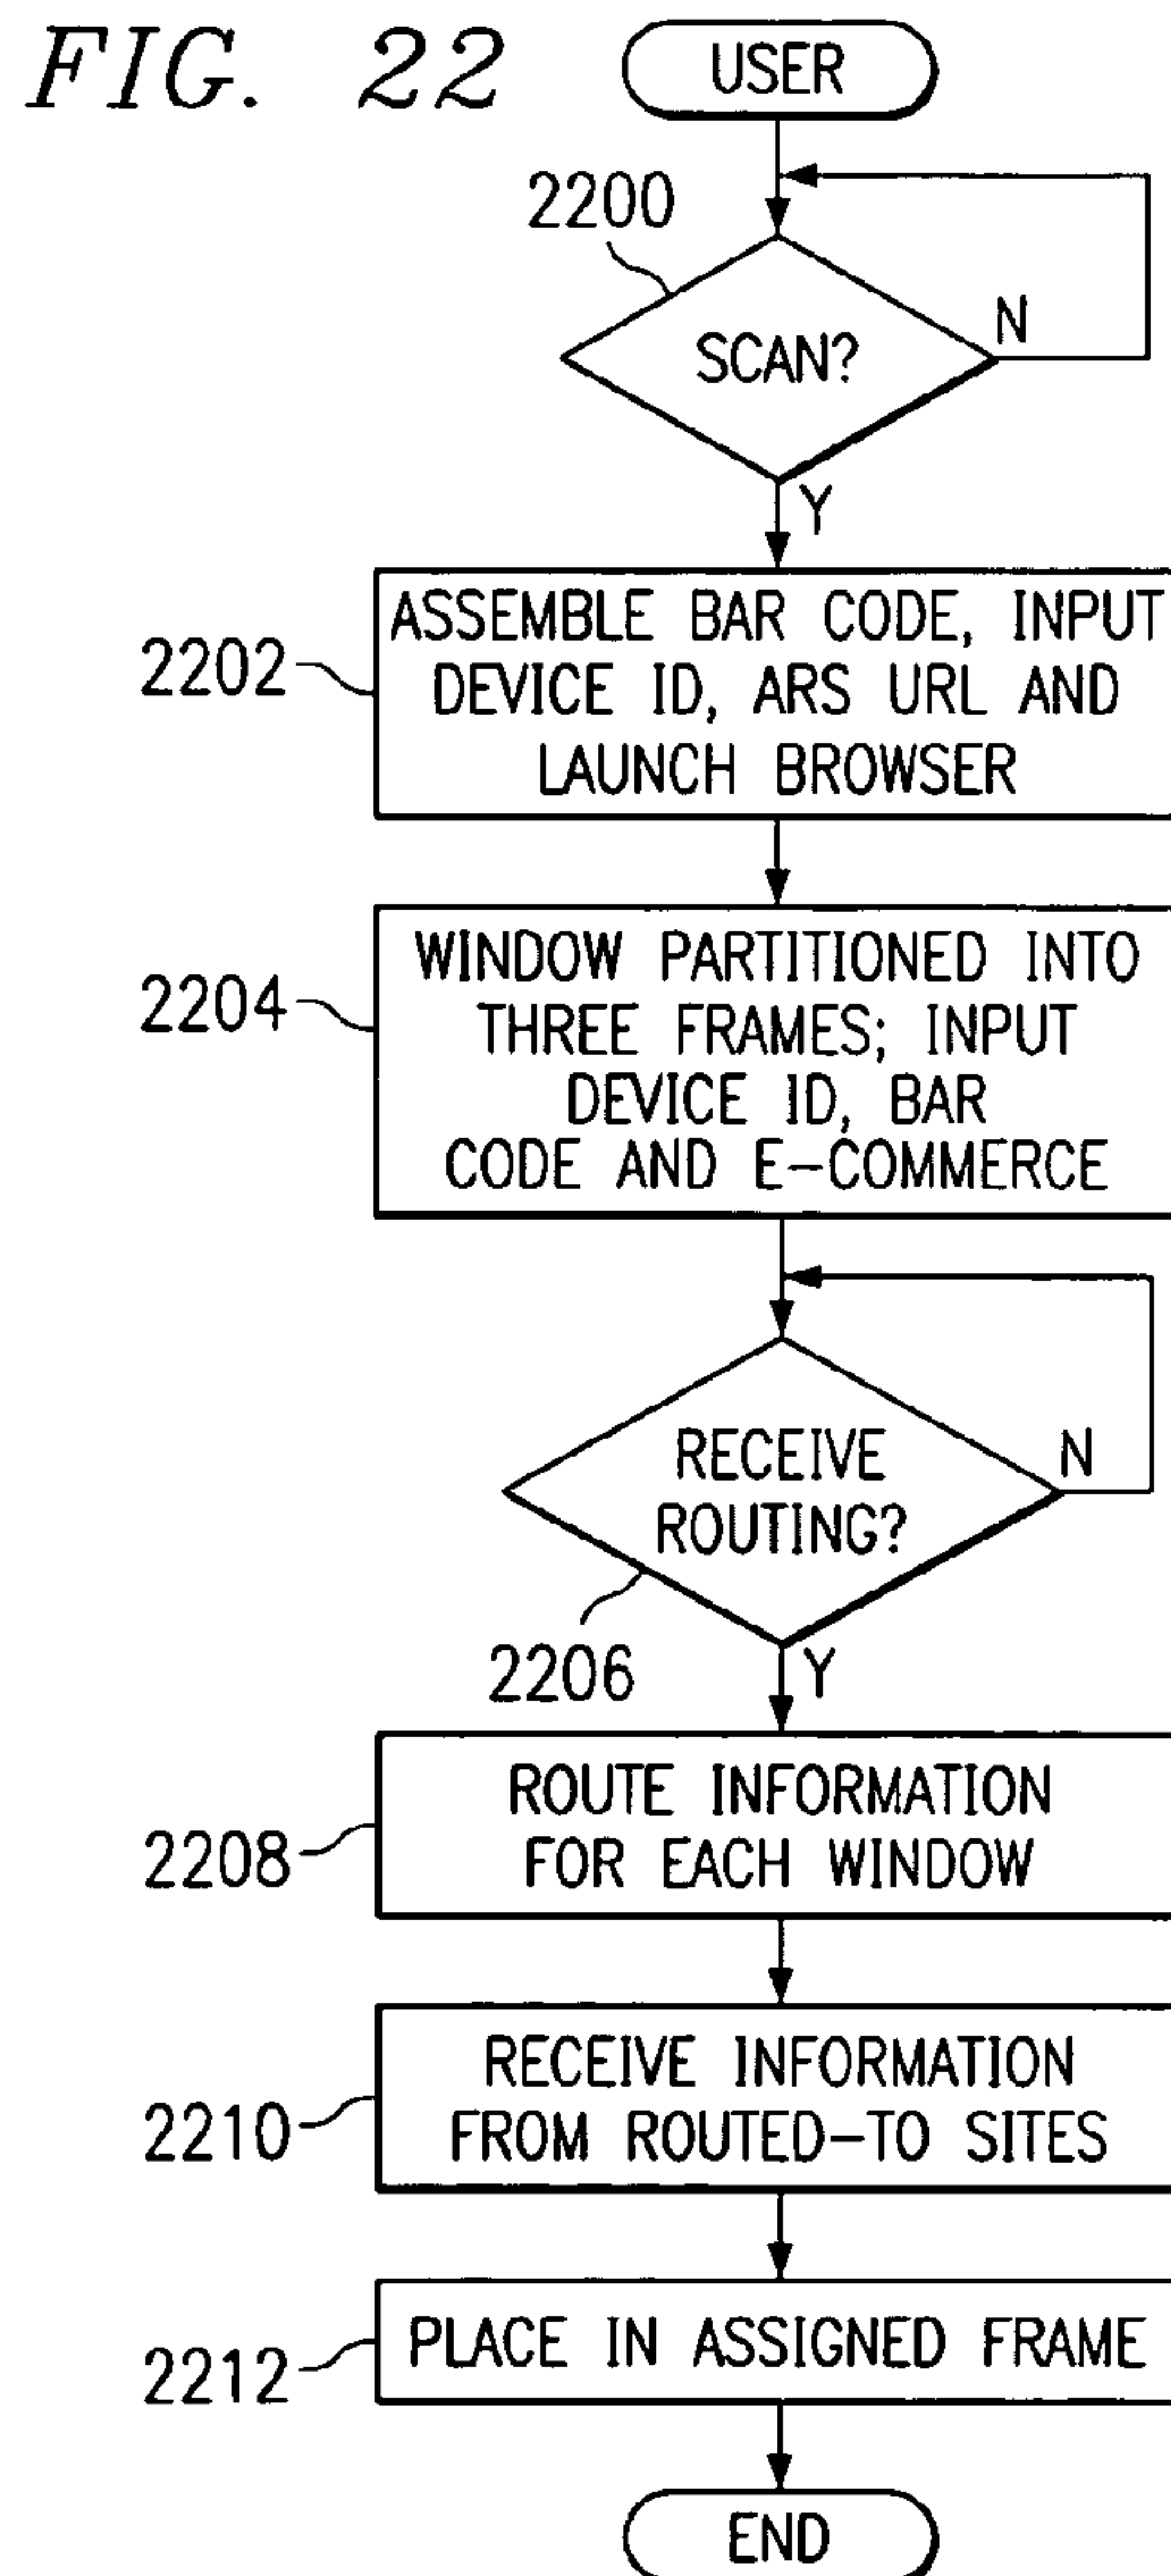 FIG. 22
USER
2200
SCAN?
N
Y
2202
ASSEMBLE BAR CODE, INPUT
DEVICE ID, ARS URL AND
LAUNCH BROWSER
2204
WINDOW PARTITIONED INTO
THREE FRAMES; INPUT
DEVICE ID, BAR
CODE AND E-COMMERCE
RECEIVE
ROUTING?
N
2206
Y
2208
ROUTE INFORMATION
FOR EACH WINDOW
2210
RECEIVE INFORMATION
FROM ROUTED-TO SITES
2212
PLACE IN ASSIGNED FRAME
END